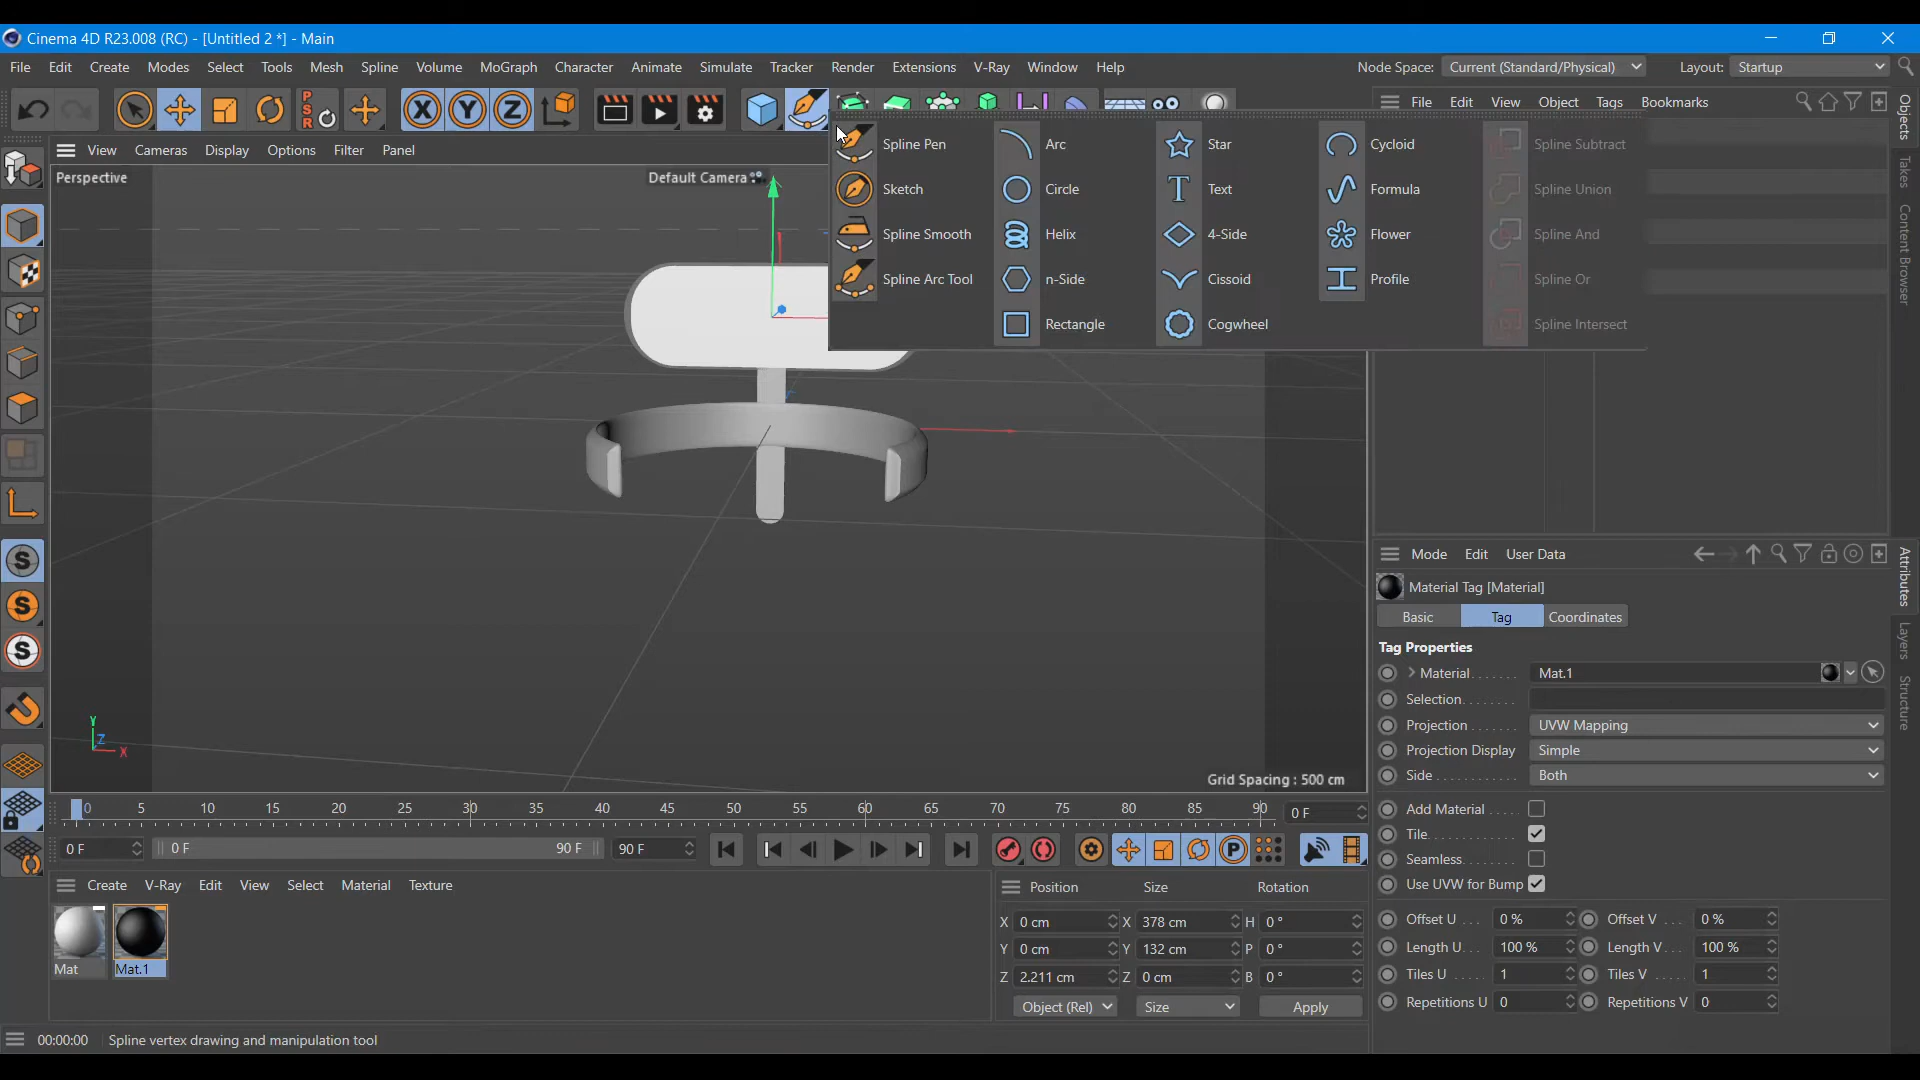 Cinema 4D R23.008 (RC) - [Untitled 2 *] - Main
File Edit Create Modes Select Tools Mesh Spline Volume MoGraph Character Animate Simulate Tracker Render Extensions V-Ray Window Help Node Space: Current (Standard/Physical) Layout: Startup
PSR X Y Z File Edit View Object Tags Bookmarks
View Cameras Display Options Filter Panel
Perspective Default Camera
Spline Pen Arc Star Cycloid Spline Subtract
Sketch Circle Text Formula Spline Union
Spline Smooth Helix 4-Side Flower Spline And
Spline Arc Tool n-Side Cissoid Profile Spline Or
Rectangle Cogwheel Spline Intersect
Objects
Takes
Content Browser
Mode Edit User Data
Material Tag [Material]
Basic Tag Coordinates
Tag Properties
Material Mat.1
Selection
Projection UVW Mapping
Projection Display Simple
Side Both
Add Material
Tile
Seamless
Use UVW for Bump
Offset U 0 % Offset V 0 %
Length U 100 % Length V 100 %
Tiles U 1 Tiles V 1
Repetitions U 0 Repetitions V 0
Attributes
Layers
Structure
S
S
S
Y
Z
X
Grid Spacing : 500 cm
0 5 10 15 20 25 30 35 40 45 50 55 60 65 70 75 80 85 90 0 F
0 F 0 F 90 F 90 F P
Create V-Ray Edit View Select Material Texture
Mat Mat.1
Position Size Rotation
X 0 cm X 378 cm H 0 °
Y 0 cm Y 132 cm P 0 °
Z 2.211 cm Z 0 cm B 0 °
Object (Rel) Size Apply
00:00:00 Spline vertex drawing and manipulation tool